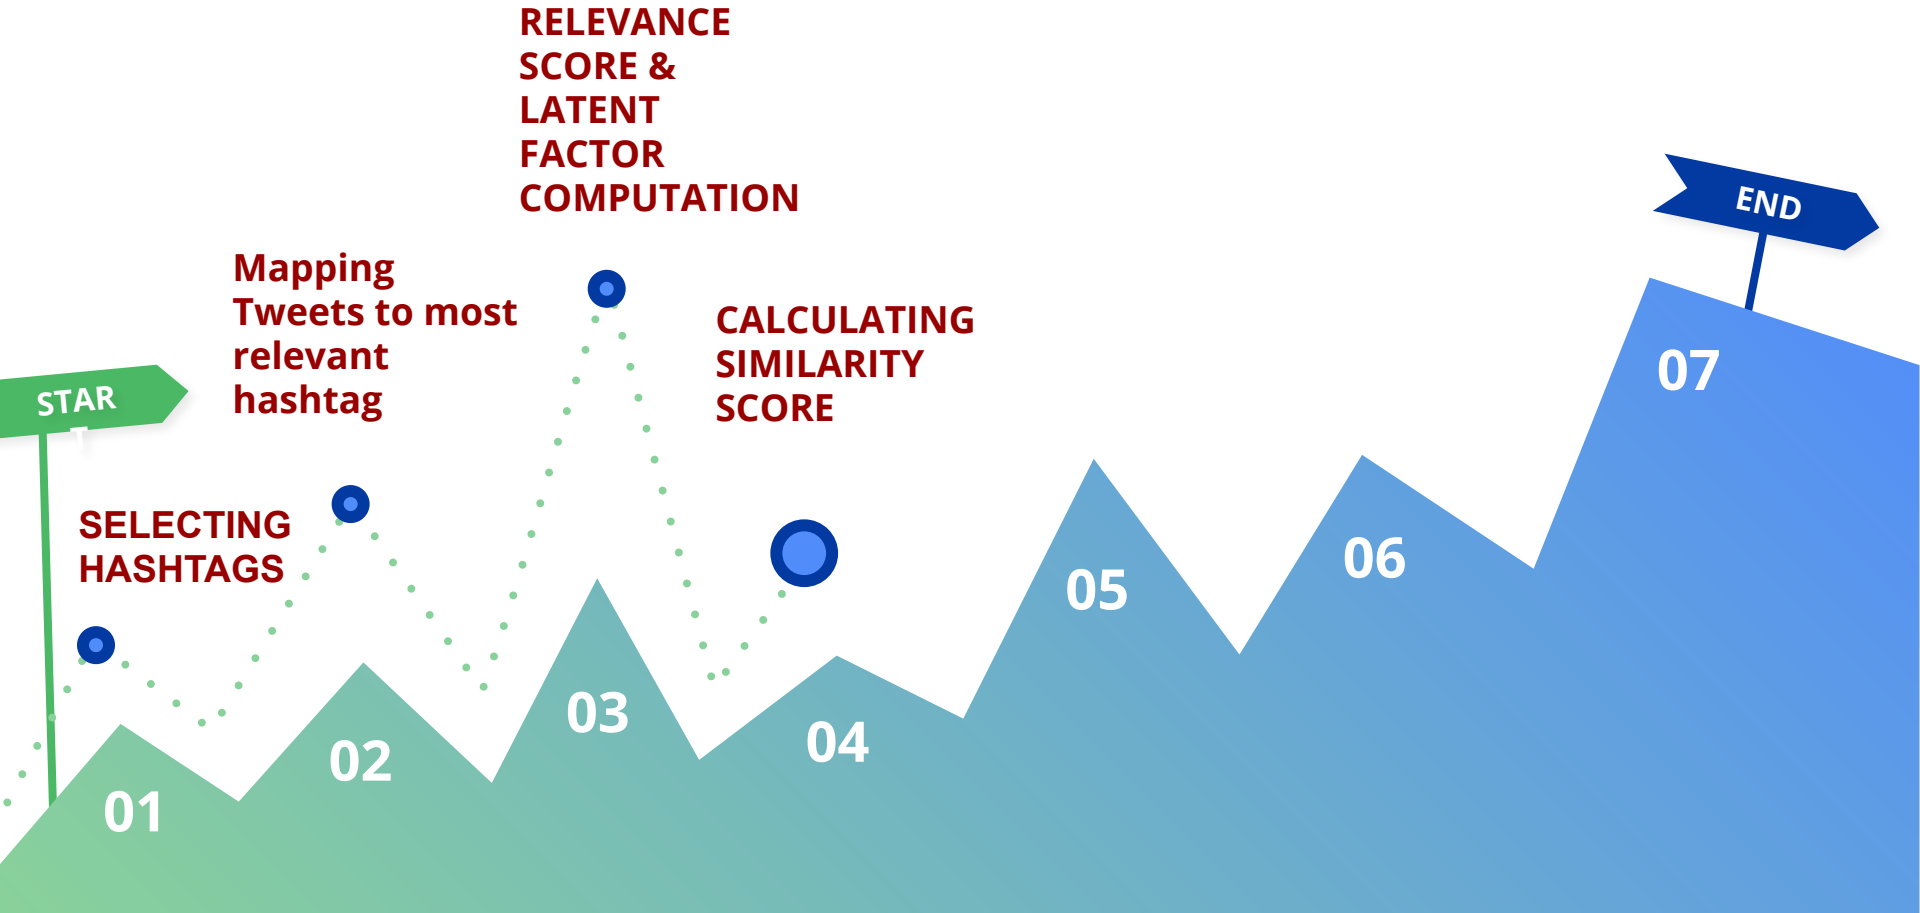 RELEVANCE
SCORE &
LATENT
FACTOR
COMPUTATION
Mapping
Tweets to most
relevant
hashtag
CALCULATING
SIMILARITY
SCORE
SELECTING
HASHTAGS
STAR
T
END
01
02
03
04
05
06
07